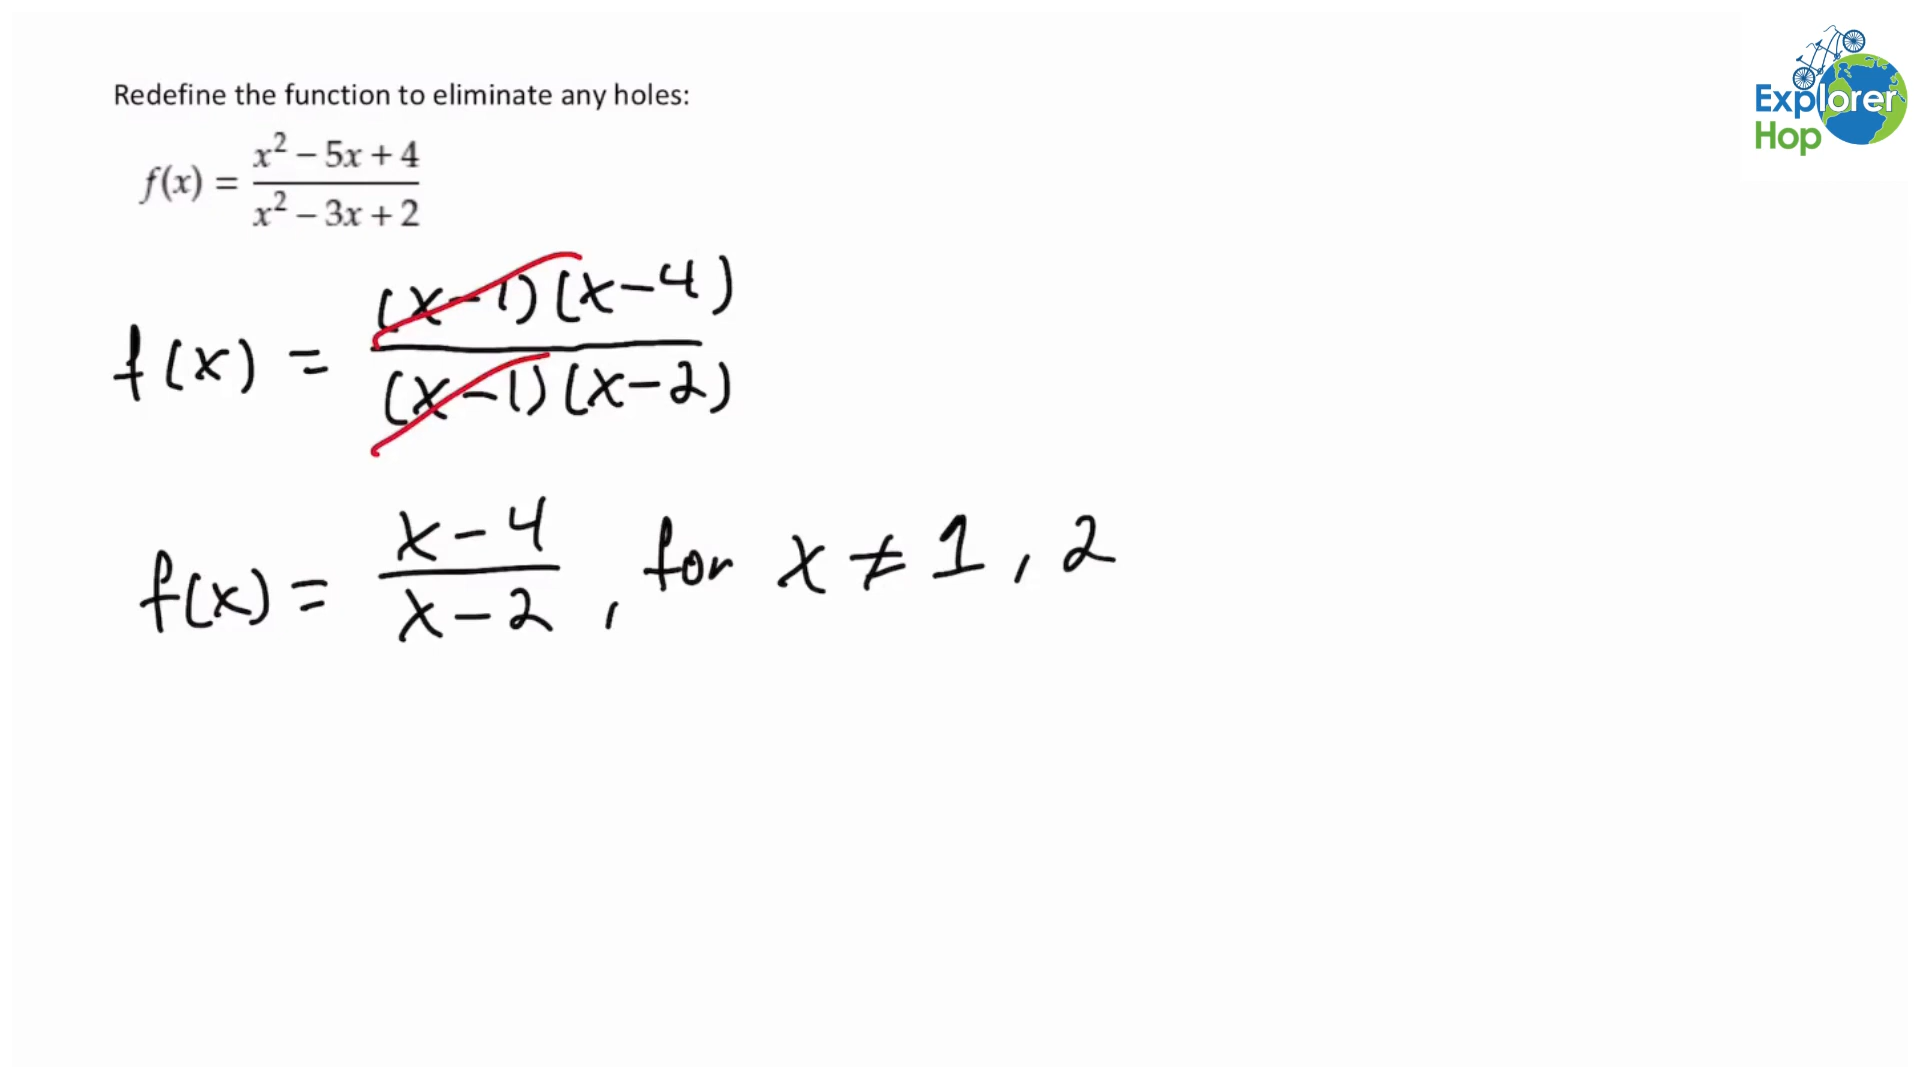 Explorer
Hop
Redefine the function to eliminate any holes:
f(x) = (x² – 5x + 4)/(x² – 3x + 2)
f(x) = ((x–1)(x–4))/((x–1)(x–2))
f(x) = (x–4)/(x–2), for x ≠ 1, 2